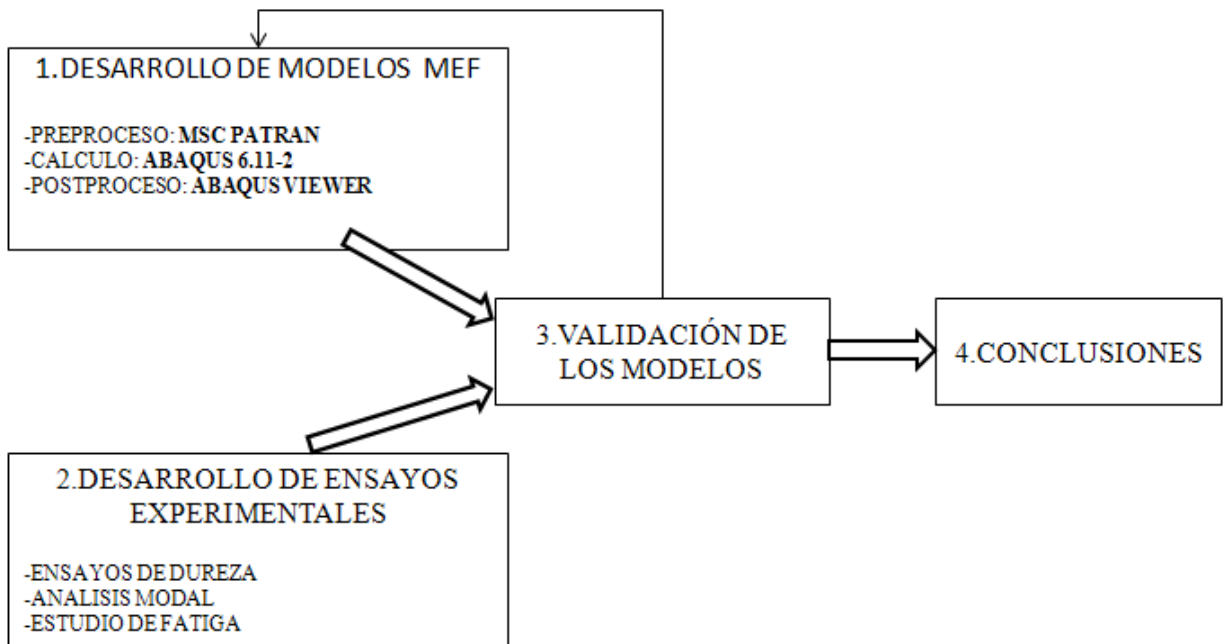 1.DESARROLLO DE MODELOS MEF
-PREPROCESO: MSC PATRAN
-CALCULO: ABAQUS 6.11-2
-POSTPROCESO: ABAQUS VIEWER
3.VALIDACIÓN DE
LOS MODELOS
4.CONCLUSIONES
2.DESARROLLO DE ENSAYOS
EXPERIMENTALES
-ENSAYOS DE DUREZA
-ANALISIS MODAL
-ESTUDIO DE FATIGA